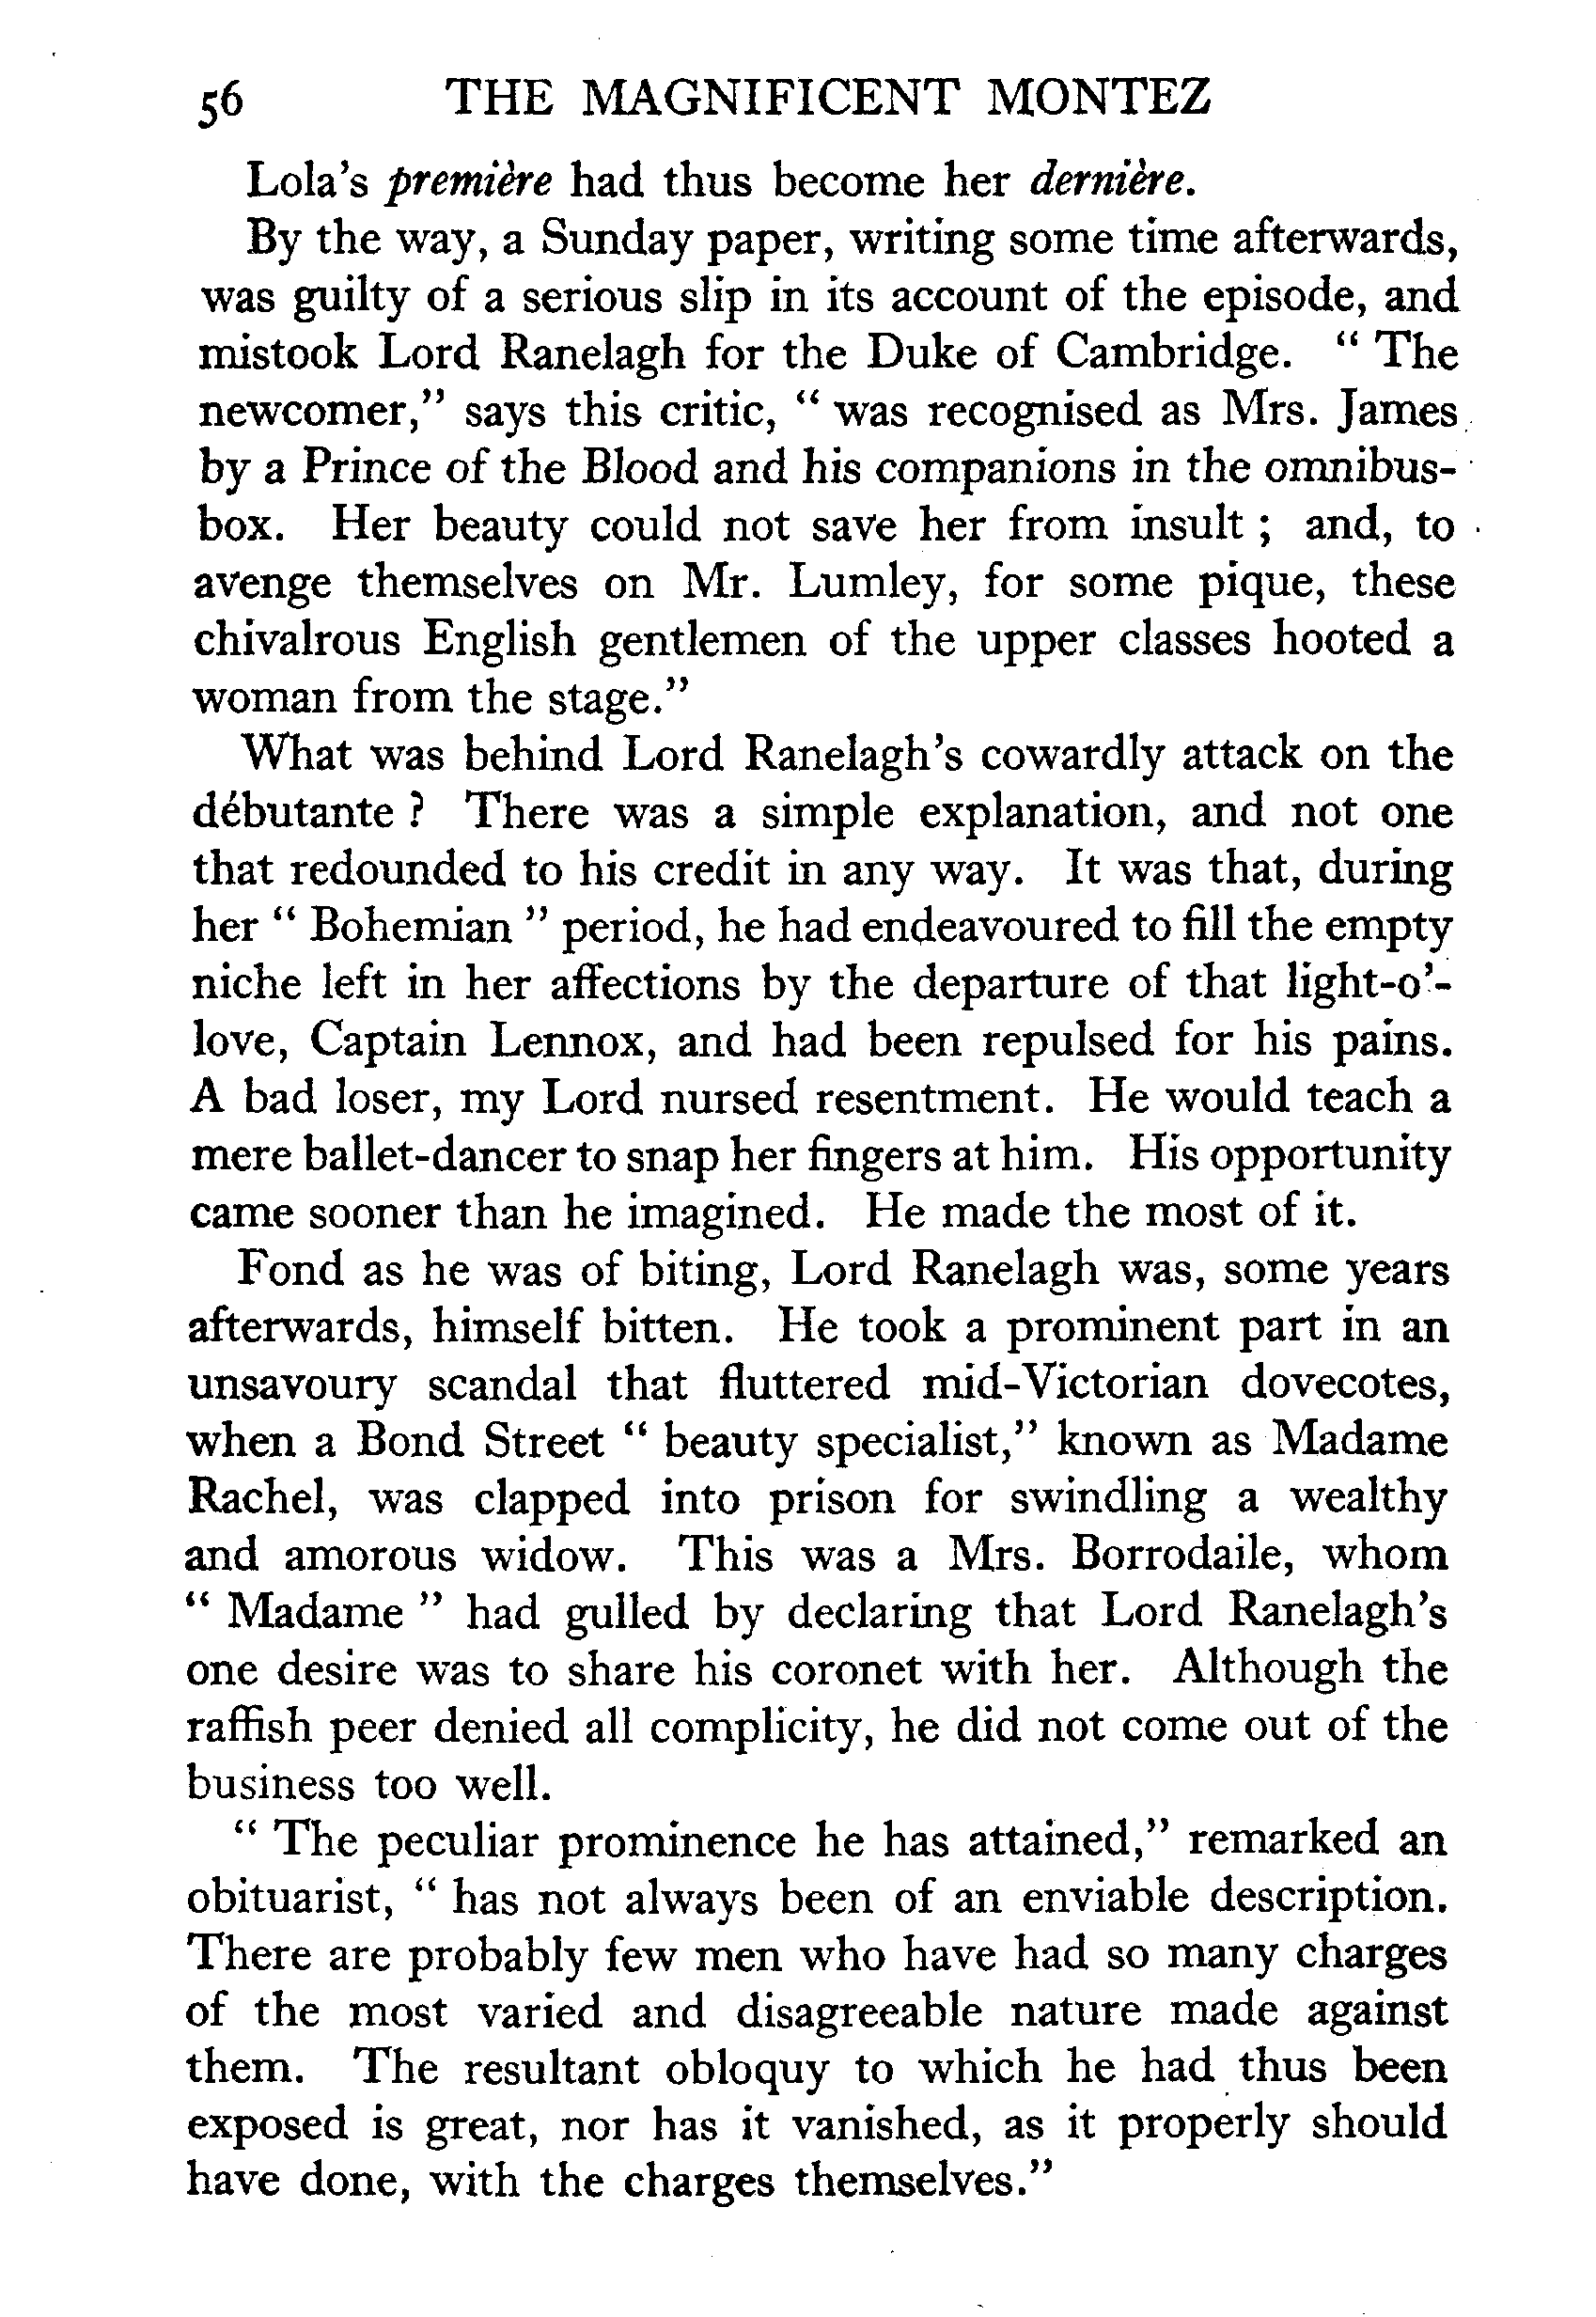 56 THE MAGNIFICENT MONTEZ
Lola's première had thus become her dernière.
By the way, a Sunday paper, writing some time afterwards,
was guilty of a serious slip in its account of the episode, and
mistook Lord Ranelagh for the Duke of Cambridge. " The
newcomer," says this critic, " was recognised as Mrs. James
by a Prince of the Blood and his companions in the omnibus-
box. Her beauty could not save her from insult ; and, to
avenge themselves on Mr. Lumley, for some pique, these
chivalrous English gentlemen of the upper classes hooted a
woman from the stage."
What was behind Lord Ranelagh's cowardly attack on the
débutante ? There was a simple explanation, and not one
that redounded to his credit in any way. It was that, during
her " Bohemian " period, he had endeavoured to fill the empty
niche left in her affections by the departure of that light-o'-
love, Captain Lennox, and had been repulsed for his pains.
A bad loser, my Lord nursed resentment. He would teach a
mere ballet-dancer to snap her fingers at him. His opportunity
came sooner than he imagined. He made the most of it.
Fond as he was of biting, Lord Ranelagh was, some years
afterwards, himself bitten. He took a prominent part in an
unsavoury scandal that fluttered mid-Victorian dovecotes,
when a Bond Street " beauty specialist," known as Madame
Rachel, was clapped into prison for swindling a wealthy
and amorous widow. This was a Mrs. Borrodaile, whom
" Madame " had gulled by declaring that Lord Ranelagh's
one desire was to share his coronet with her. Although the
raffish peer denied all complicity, he did not come out of the
business too well.
" The peculiar prominence he has attained," remarked an
obituarist, " has not always been of an enviable description.
There are probably few men who have had so many charges
of the most varied and disagreeable nature made against
them. The resultant obloquy to which he had thus been
exposed is great, nor has it vanished, as it properly should
have done, with the charges themselves."